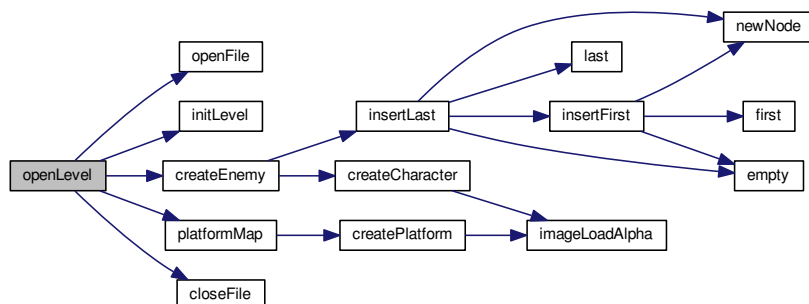 openLevel
openFile
initLevel
createEnemy
platformMap
closeFile
insertLast
createCharacter
createPlatform
last
insertFirst
imageLoadAlpha
newNode
first
empty